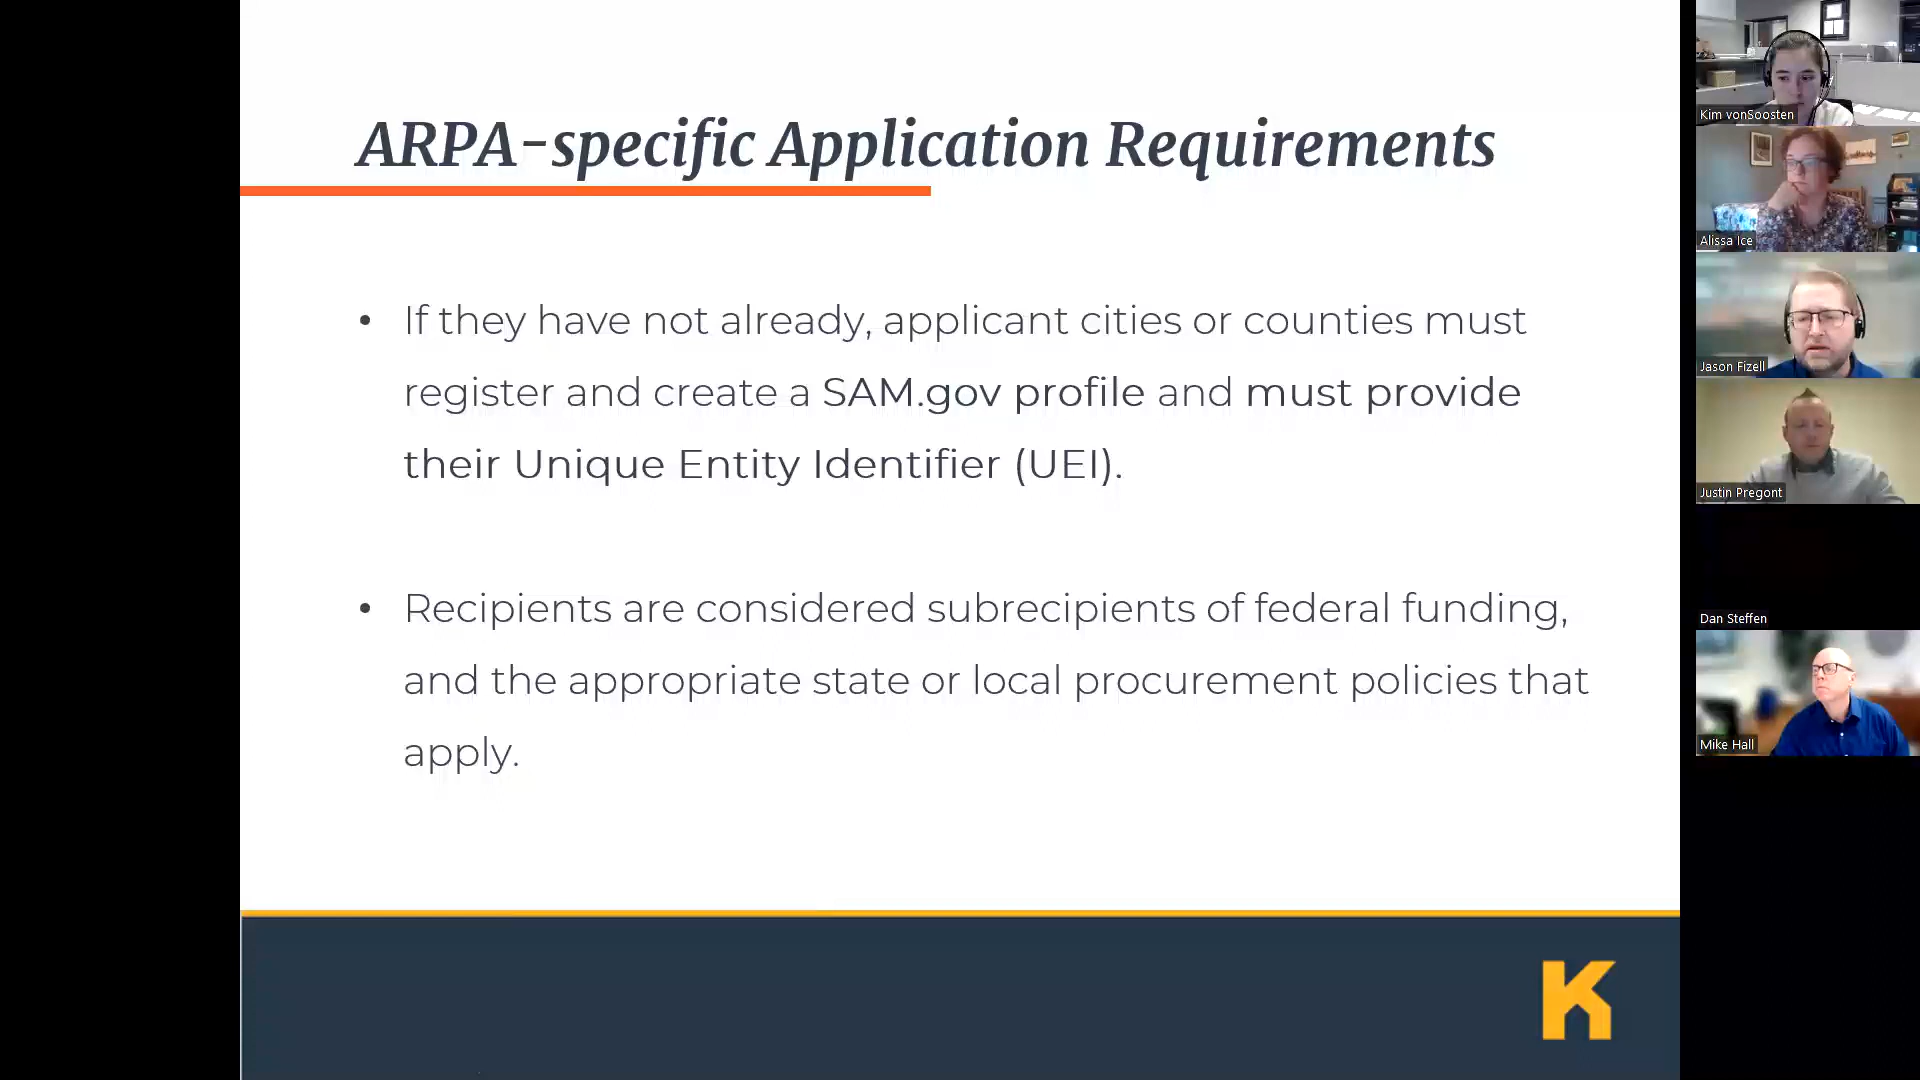 ARPA-specific Application Requirements
• If they have not already, applicant cities or counties must
register and create a SAM.gov profile and must provide
their Unique Entity Identifier (UEI).
• Recipients are considered subrecipients of federal funding,
and the appropriate state or local procurement policies that
apply.
K
Kim vonSoosten
Alissa Ice
Jason Fizell
Justin Pregont
Dan Steffen
Mike Hall